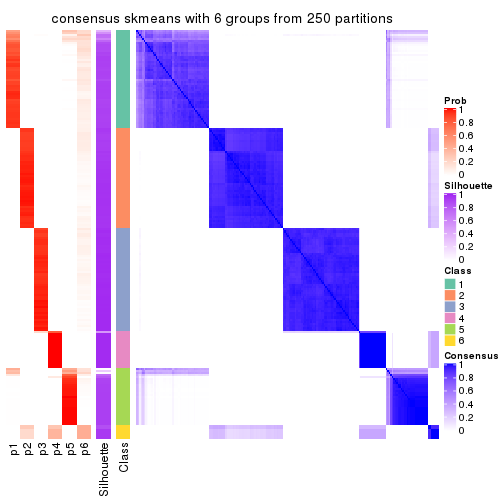 consensus skmeans with 6 groups from 250 partitions
Prob
1
0.8
0.6
0.4
0.2
0
Silhouette
1
0.8
0.6
0.4
0.2
0
Class
1
2
3
4
5
6
Consensus
1
0.8
0.6
0.4
0.2
0
p1
p2
p3
p4
p5
p6
Silhouette
Class